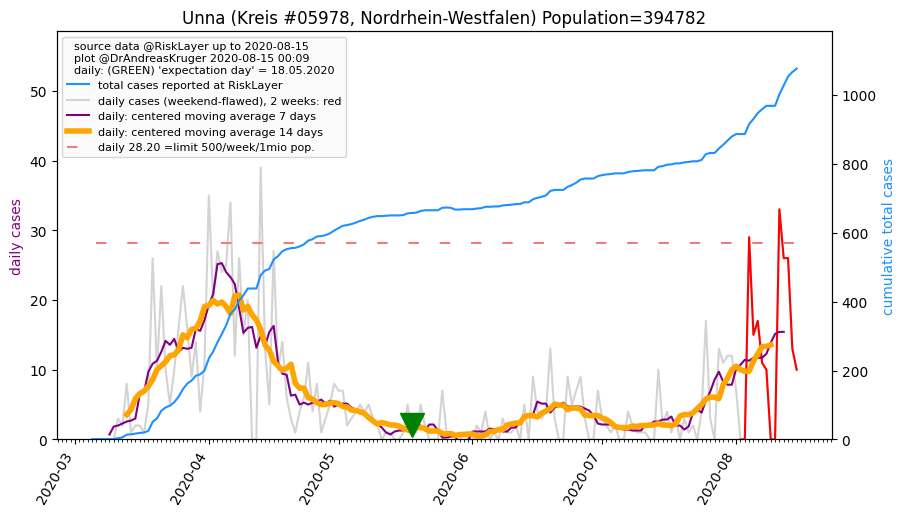 Unna (Kreis #05978, Nordrhein-Westfalen) Population=394782
source data @RiskLayer up to 2020-08-15
plot @DrAndreasKruger 2020-08-15 00:09
daily: (GREEN) 'expectation day' = 18.05.2020
total cases reported at RiskLayer
daily cases (weekend-flawed), 2 weeks: red
daily: centered moving average 7 days
daily: centered moving average 14 days
daily 28.20 =limit 500/week/1mio pop.
daily cases
0
10
20
30
40
50
cumulative total cases
0
200
400
600
800
1000
2020-03
2020-04
2020-05
2020-06
2020-07
2020-08